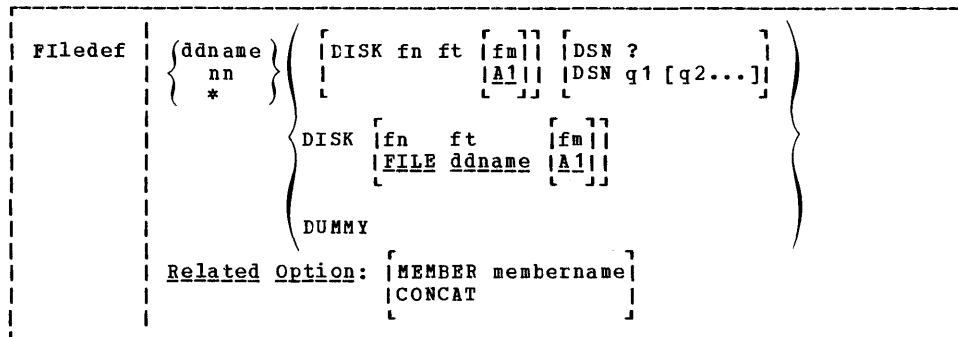 FIledef ddname DISK fn ft fm DSN ?
nn A1 DSN q1 [q2...]
*
DISK fn ft fm
FILE ddname A1
DUMMY
Related Option: MEMBER membername
CONCAT